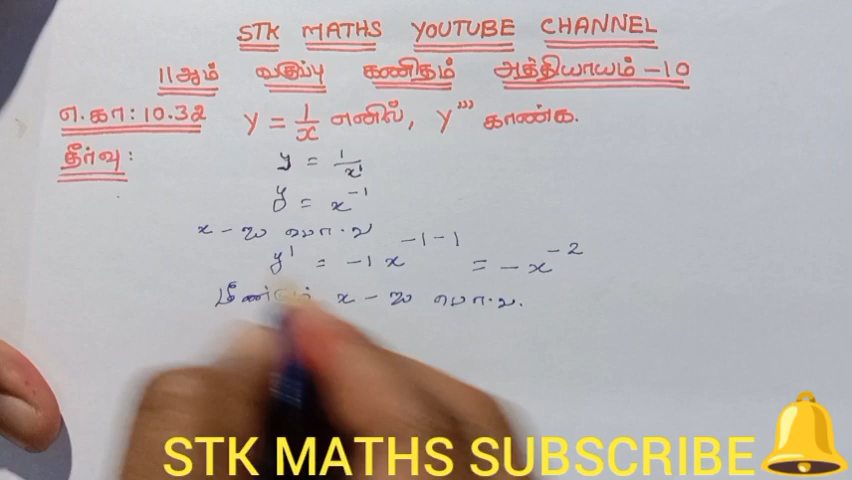 STK MATHS YOUTUBE CHANNEL
11ஆம் வகுப்பு கணிதம் அத்தியாயம் -10
எ.கா: 10.32 y = 1/x எனில், y''' காண்க.
தீர்வு: y = 1/x¹
y = x⁻¹
x - ஐ பொ.வ
y' = -1 x⁻¹⁻¹ = -x⁻²
மீண்டும் x - ஐ பொ.வ.
STK MATHS SUBSCRIBE